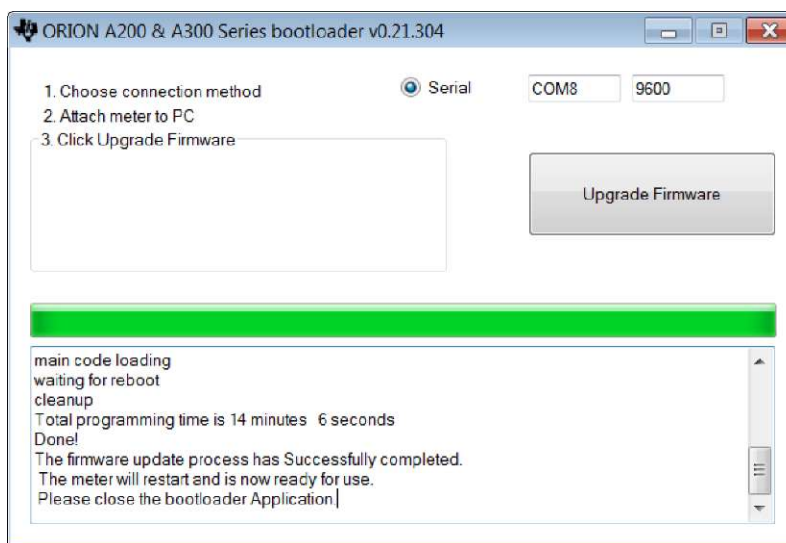 ORION A200 & A300 Series bootloader v0.21.304
1. Choose connection method
Serial
COM8
9600
2. Attach meter to PC
3. Click Upgrade Firmware
Upgrade Firmware
main code loading
waiting for reboot
cleanup
Total programming time is 14 minutes  6 seconds
Done!
The firmware update process has Successfully completed.
The meter will restart and is now ready for use.
Please close the bootloader Application.